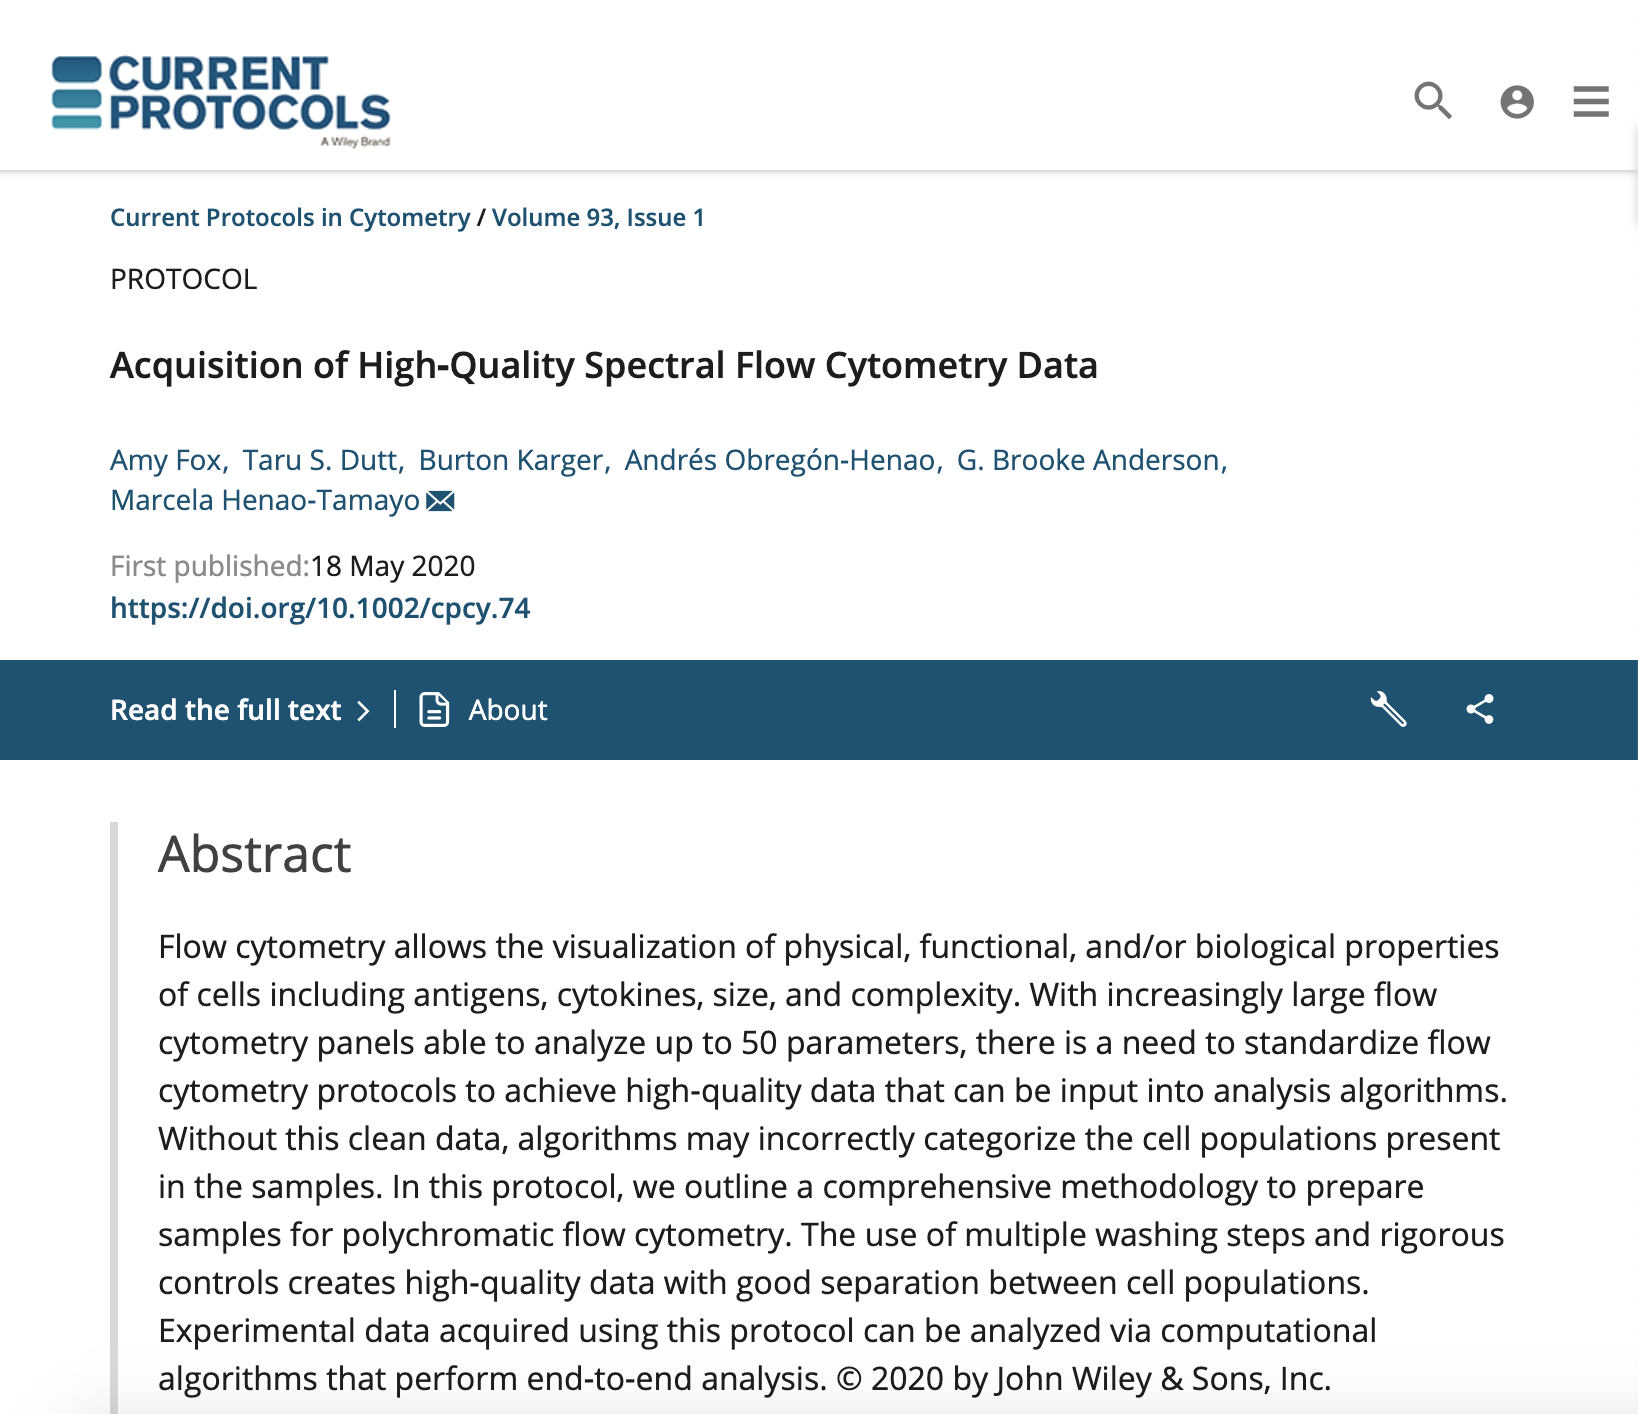 CURRENT
PROTOCOLS
A Wiley Brand
Current Protocols in Cytometry / Volume 93, Issue 1
PROTOCOL
Acquisition of High-Quality Spectral Flow Cytometry Data
Amy Fox, Taru S. Dutt, Burton Karger, Andrés Obregón-Henao, G. Brooke Anderson,
Marcela Henao-Tamayo
First published:18 May 2020
https://doi.org/10.1002/cpcy.74
Read the full text
About
Abstract
Flow cytometry allows the visualization of physical, functional, and/or biological properties
of cells including antigens, cytokines, size, and complexity. With increasingly large flow
cytometry panels able to analyze up to 50 parameters, there is a need to standardize flow
cytometry protocols to achieve high-quality data that can be input into analysis algorithms.
Without this clean data, algorithms may incorrectly categorize the cell populations present
in the samples. In this protocol, we outline a comprehensive methodology to prepare
samples for polychromatic flow cytometry. The use of multiple washing steps and rigorous
controls creates high-quality data with good separation between cell populations.
Experimental data acquired using this protocol can be analyzed via computational
algorithms that perform end-to-end analysis. © 2020 by John Wiley & Sons, Inc.